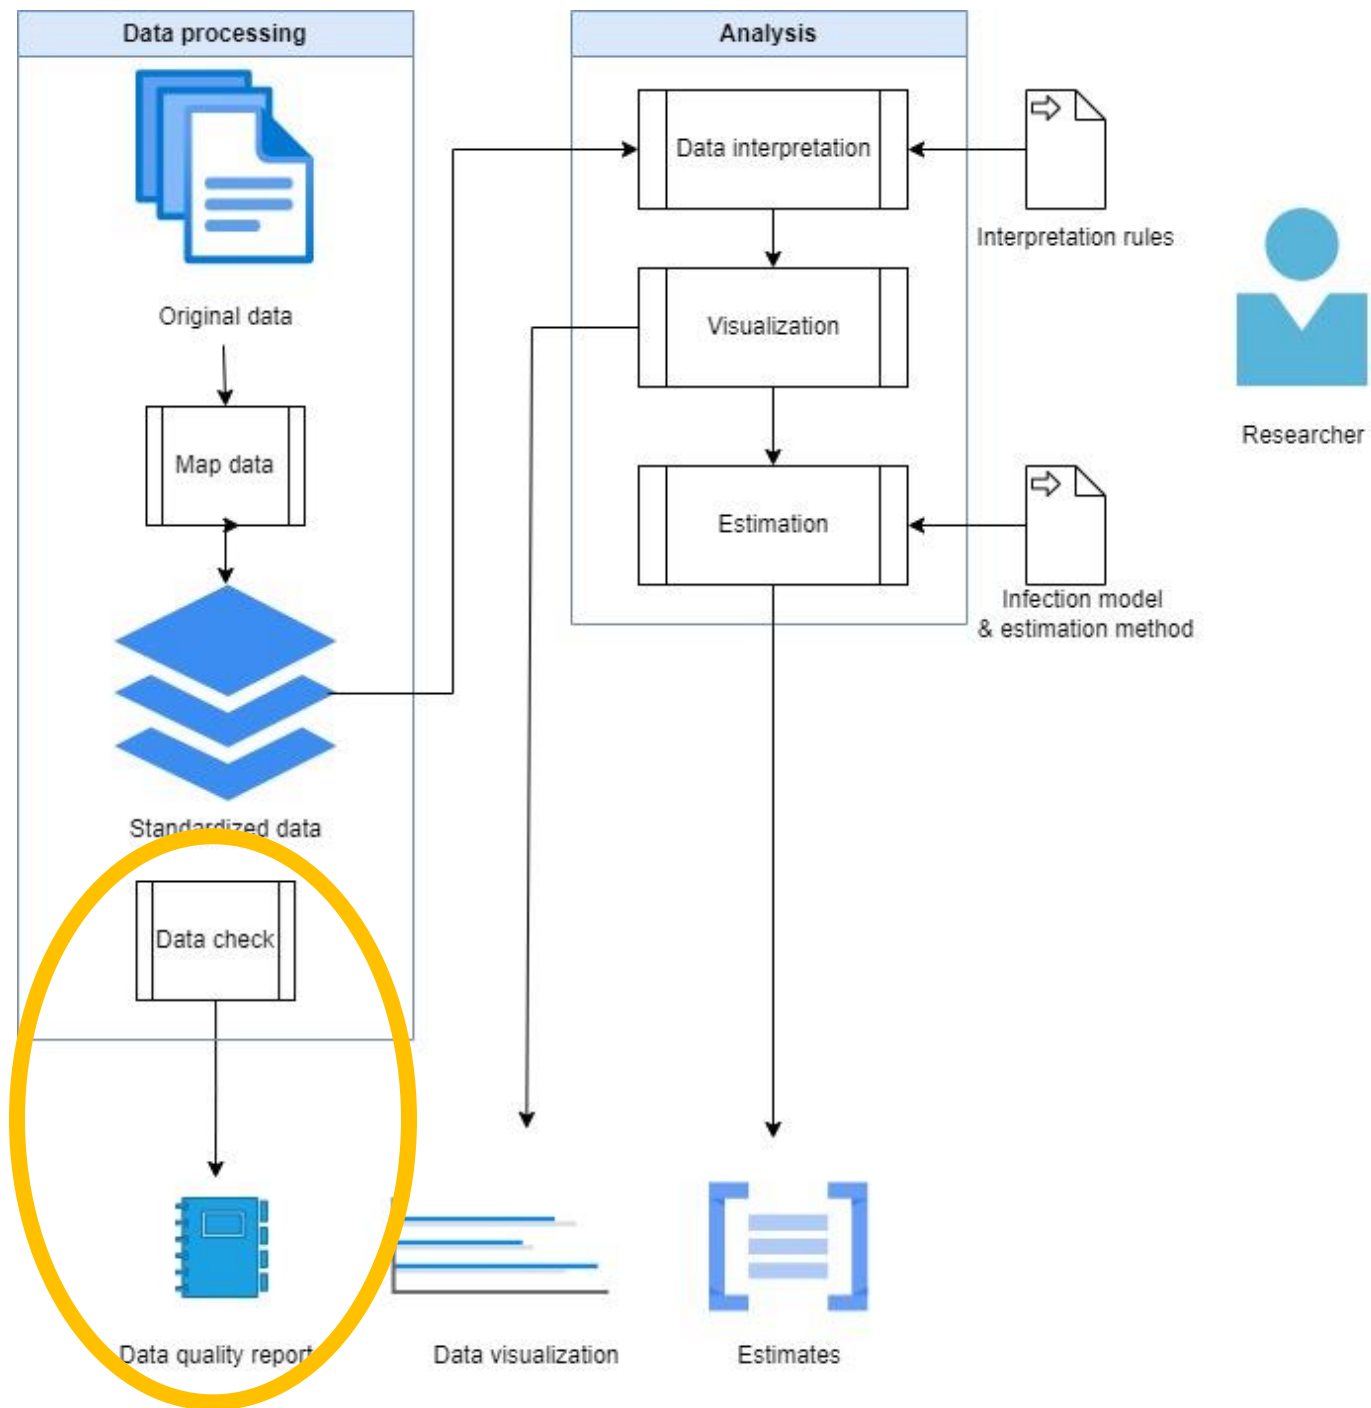 Data processing
Original data
Map data
Standardized data
Data check
Data quality report
Analysis
Data interpretation
Visualization
Estimation
Interpretation rules
Infection model
& estimation method
Researcher
Data visualization
Estimates